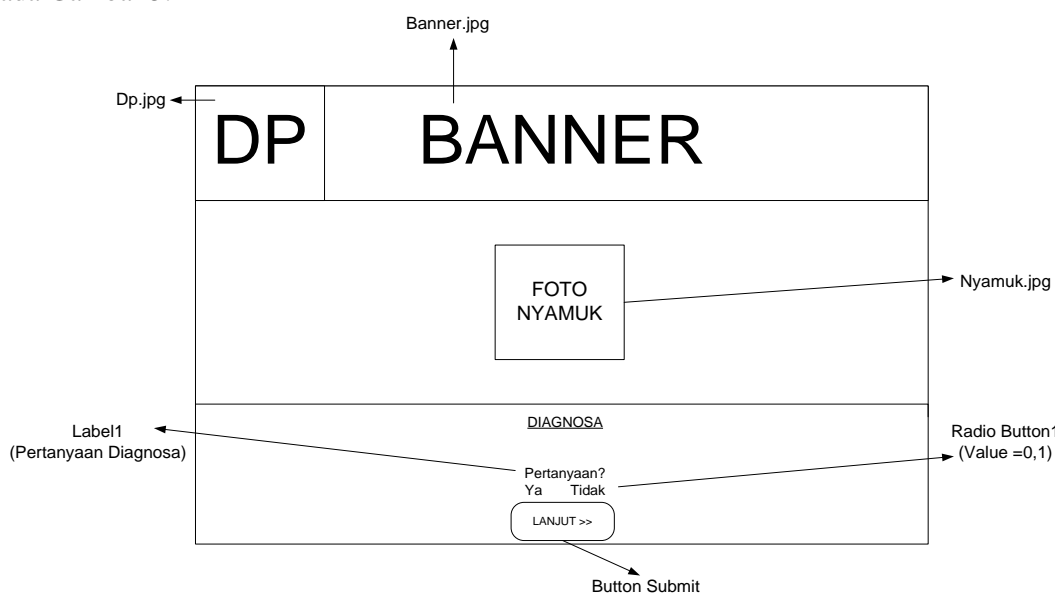 Banner.jpg
Dp.jpg
DP
BANNER
FOTO
NYAMUK
Nyamuk.jpg
DIAGNOSA
Label1
(Pertanyaan Diagnosa)
Radio Button1
(Value =0,1)
Pertanyaan?
Ya Tidak
LANJUT >>
Button Submit